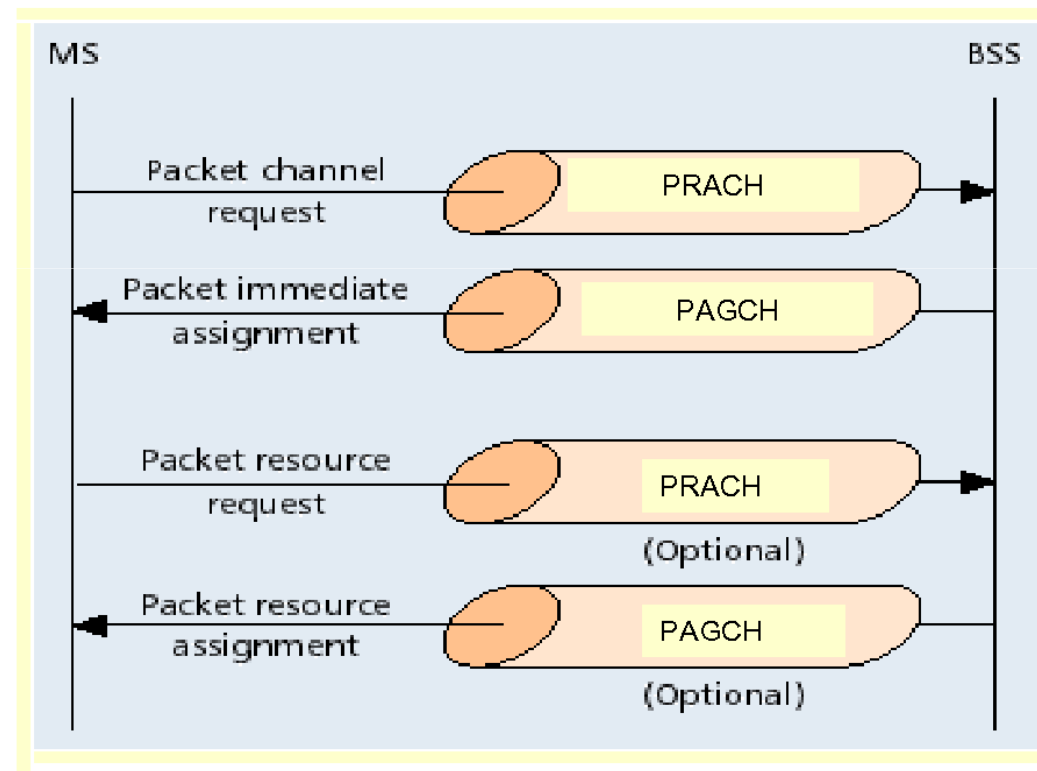 MS
BSS
Packet channel
request
PRACH
Packet immediate
assignment
PAGCH
Packet resource
request
PRACH
(Optional)
Packet resource
assignment
PAGCH
(Optional)